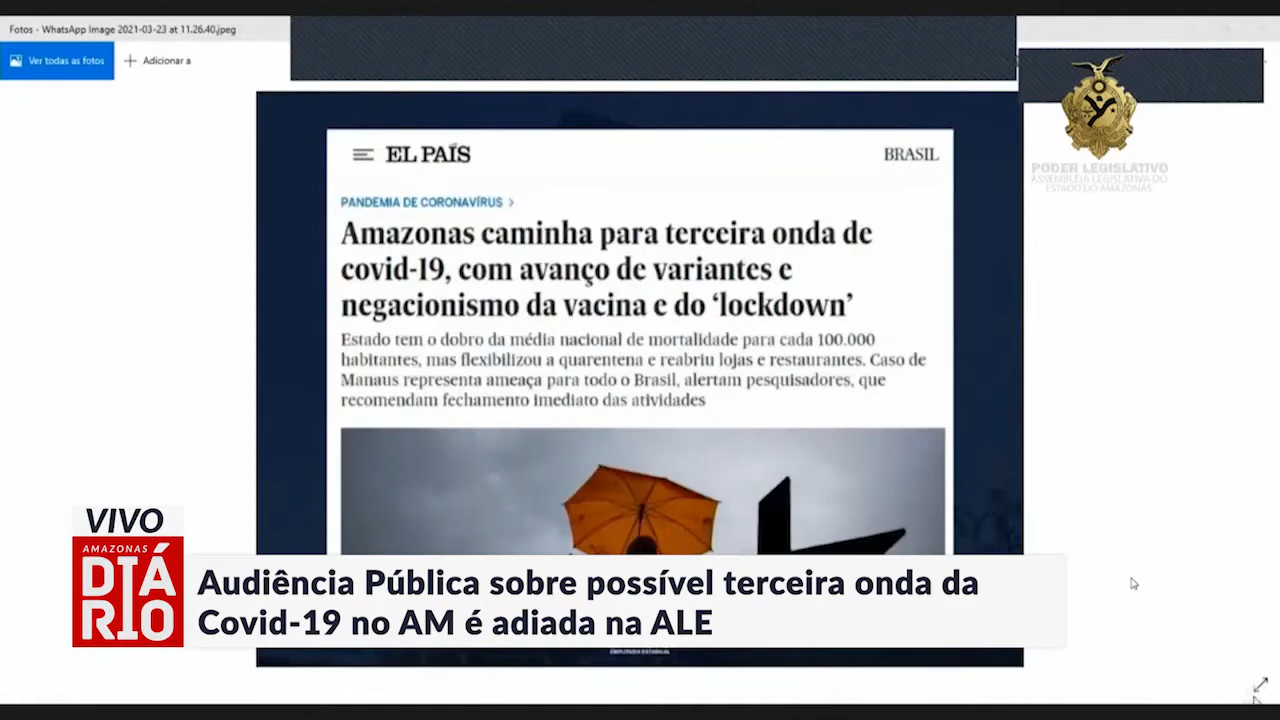 Fotos - WhatsApp Image 2021-03-23 at 11.26.40.jpeg
Ver todas as fotos
Adicionar a
PODER LEGISLATIVO
ASSEMBLEIA LEGISLATIVA DO
ESTADO DO AMAZONAS
EL PAÍS
BRASIL
PANDEMIA DE CORONAVÍRUS >
Amazonas caminha para terceira onda de
covid-19, com avanço de variantes e
negacionismo da vacina e do ‘lockdown’
Estado tem o dobro da média nacional de mortalidade para cada 100.000
habitantes, mas flexibilizou a quarentena e reabriu lojas e restaurantes. Caso de
Manaus representa ameaça para todo o Brasil, alertam pesquisadores, que
recomendam fechamento imediato das atividades
VIVO
AMAZONAS
DIÁ
RIO
Audiência Pública sobre possível terceira onda da
Covid-19 no AM é adiada na ALE